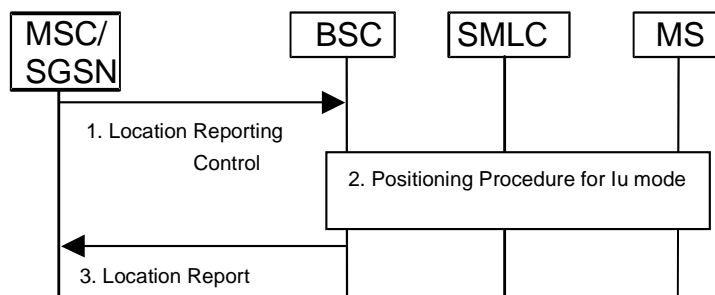 MSC/
SGSN
BSC
SMLC
MS
1. Location Reporting
Control
2. Positioning Procedure for Iu mode
3. Location Report